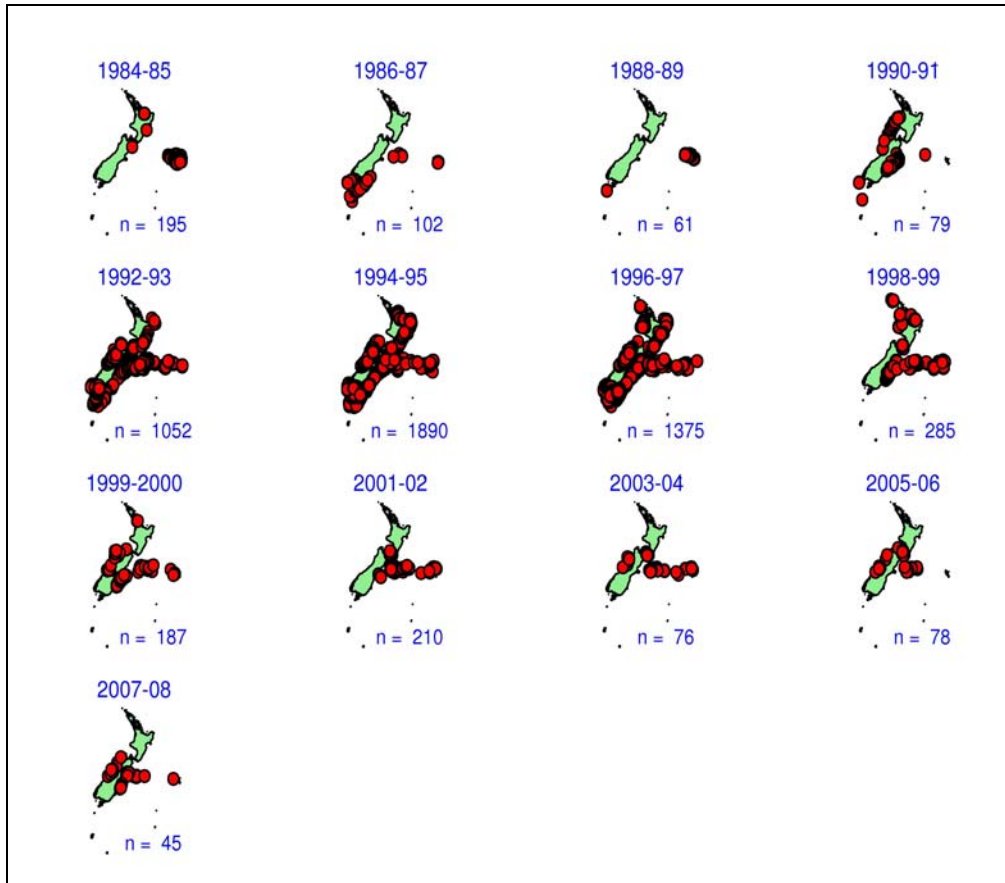 1984-85
1986-87
1988-89
1990-91
n = 195
n = 102
n = 61
n = 79
1992-93
1994-95
1996-97
1998-99
n = 1052
n = 1890
n = 1375
n = 285
1999-2000
2001-02
2003-04
2005-06
n = 187
n = 210
n = 76
n = 78
2007-08
n = 45